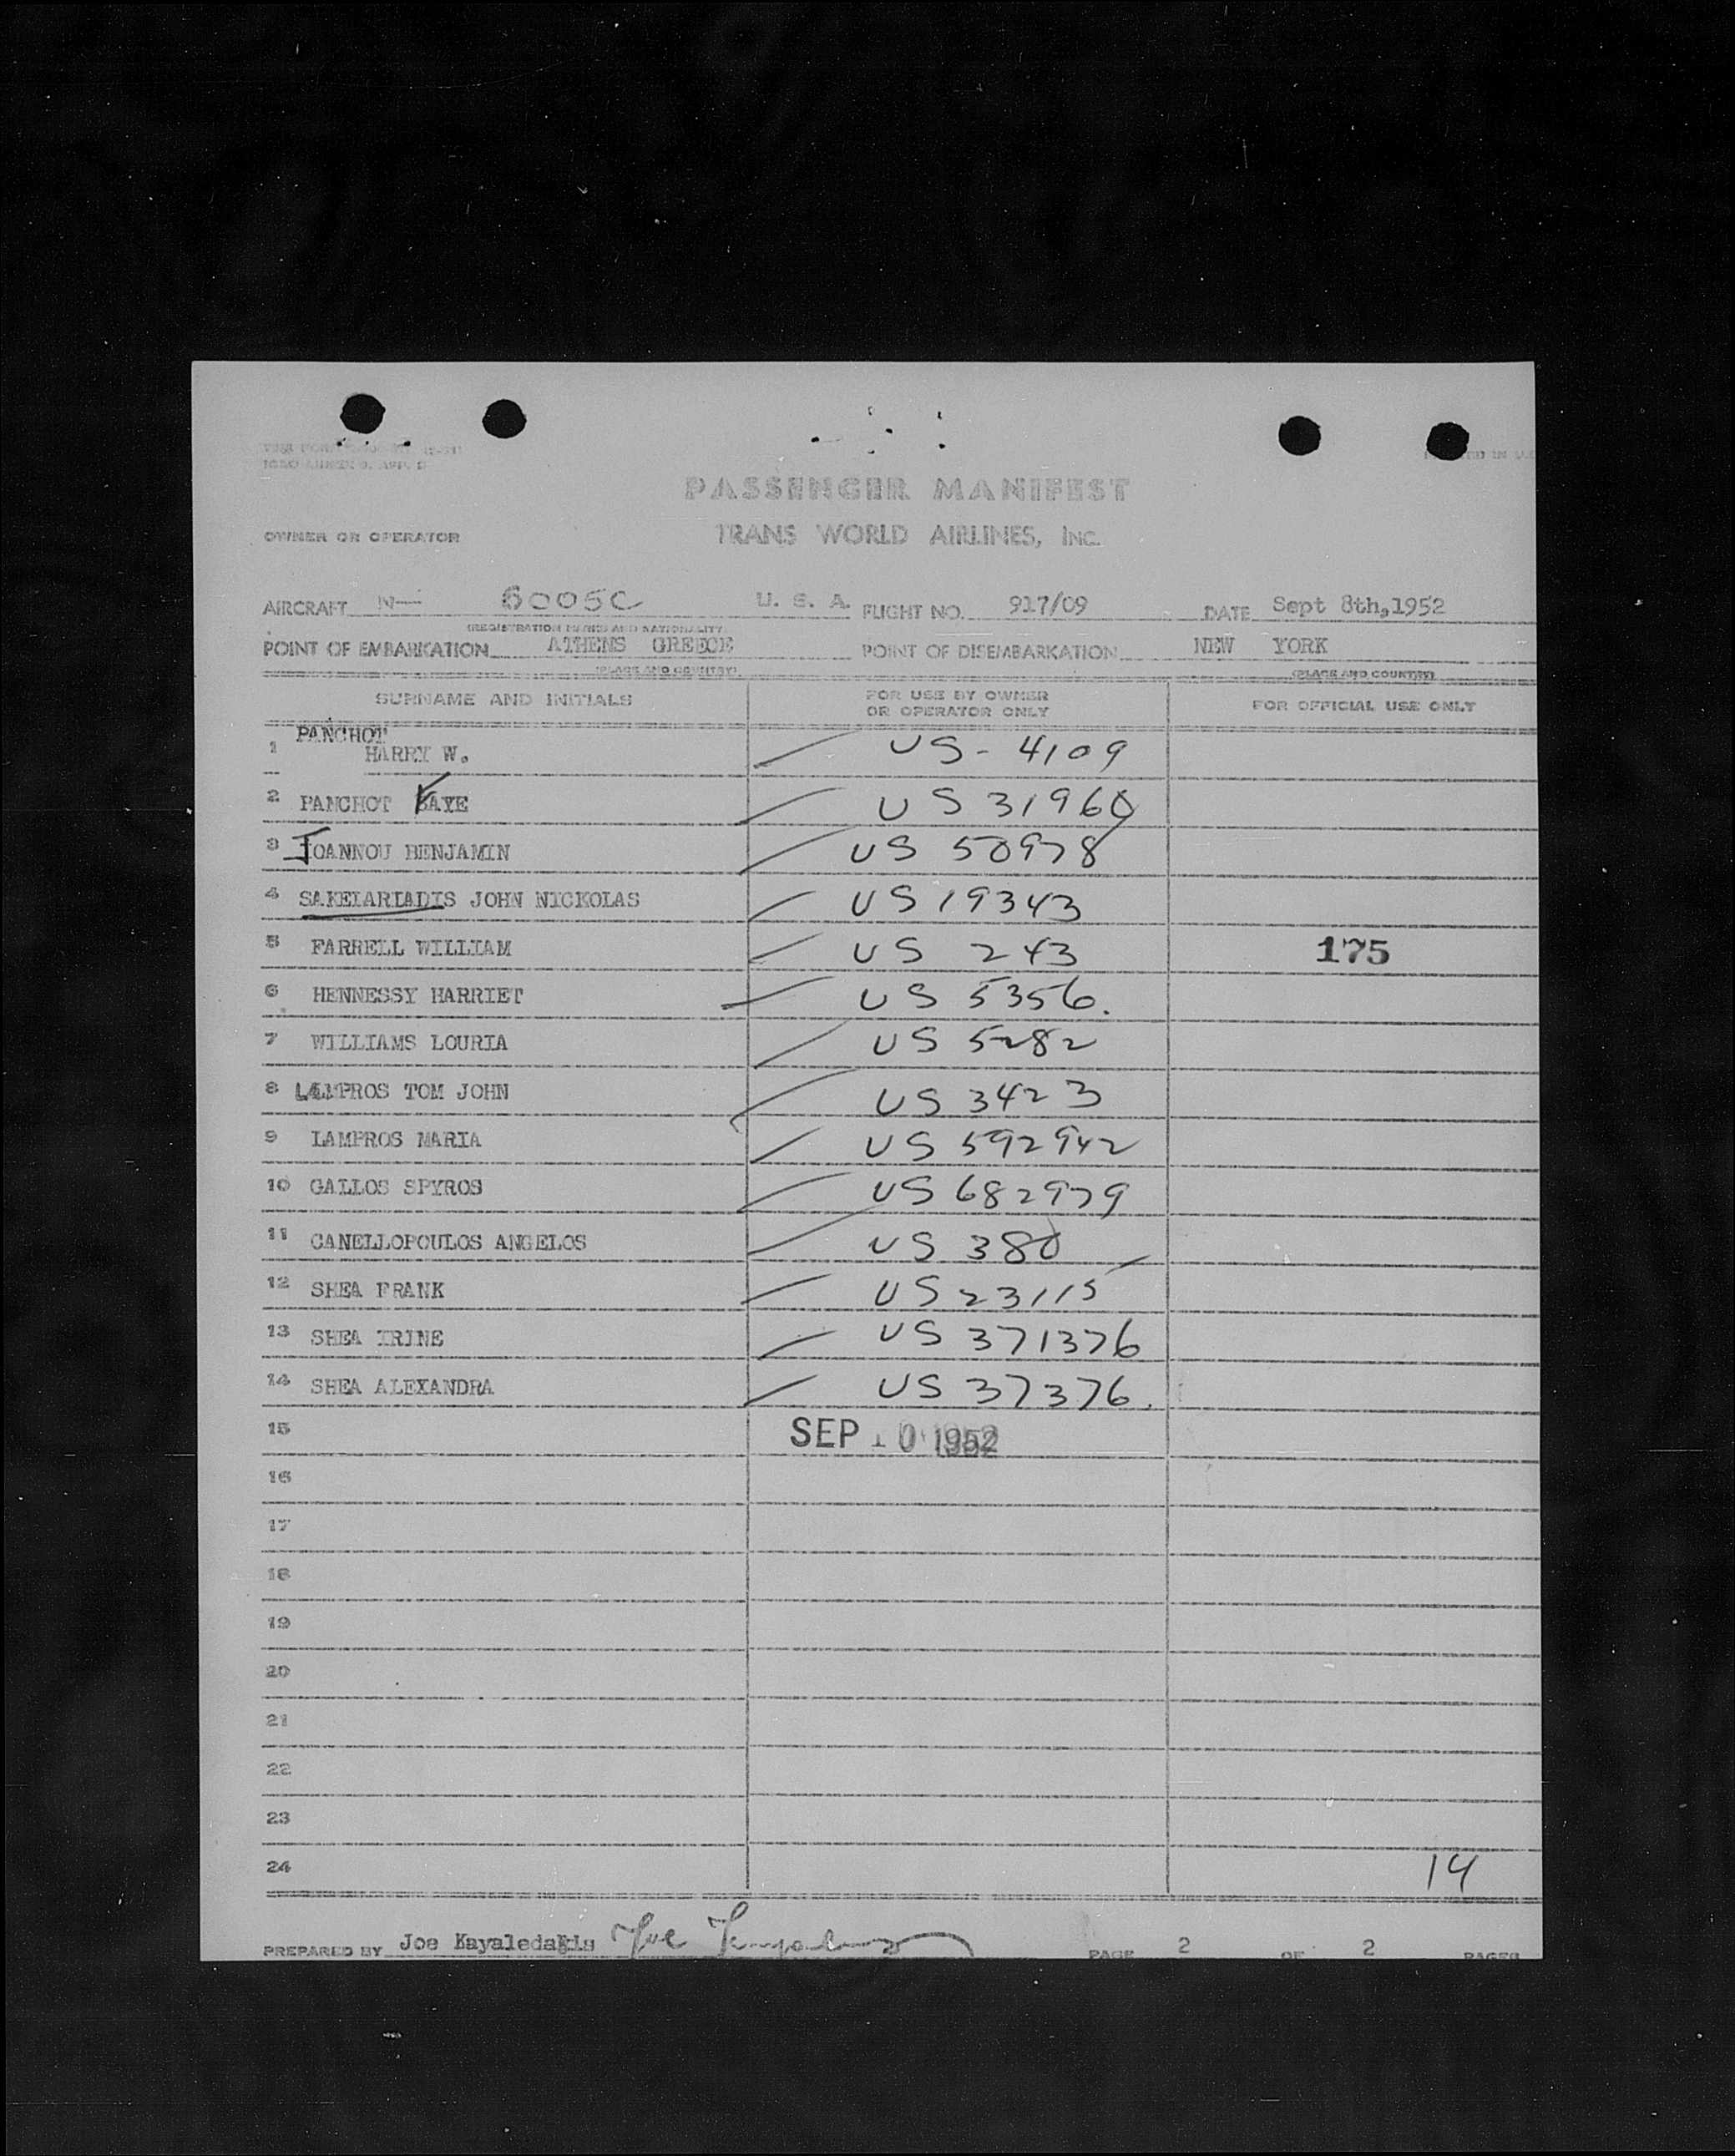 PASSENGER MANIFEST
OWNER OR OPERATOR TRANS WORLD AIRLINES, INC.
AIRCRAFT N— 6005C U. S. A. FLIGHT NO. 917/09 DATE Sept 8th,1952
(REGISTRATION MARKS AND NATIONALITY)
POINT OF EMBARKATION ATHENS GREECE POINT OF DISEMBARKATION NEW YORK
(PLACE AND COUNTRY) (PLACE AND COUNTRY)
SURNAME AND INITIALS FOR USE BY OWNER OR OPERATOR ONLY FOR OFFICIAL USE ONLY
PANCHOT
1 HARRY W. US - 4109
2 PANCHOT FAYE US 31960
3 IOANNOU BENJAMIN US 50978
4 SAKEIARIADIS JOHN NICKOLAS US 19343
5 FARRELL WILLIAM US 243 175
6 HENNESSY HARRIET US 5356.
7 WILLIAMS LOURIA US 5282
8 LAMPROS TOM JOHN US 3423
9 LAMPROS MARIA US 592942
10 GALLOS SPYROS US 682979
11 CANELLOPOULOS ANGELOS US 380
12 SHEA FRANK US 23115
13 SHEA IRINE US 371376
14 SHEA ALEXANDRA US 37376.
15 SEP 10 1952
16
17
18
19
20
21
22
23
24 14
PREPARED BY Joe Kayaledakis PAGE 2 OF 2 PAGES